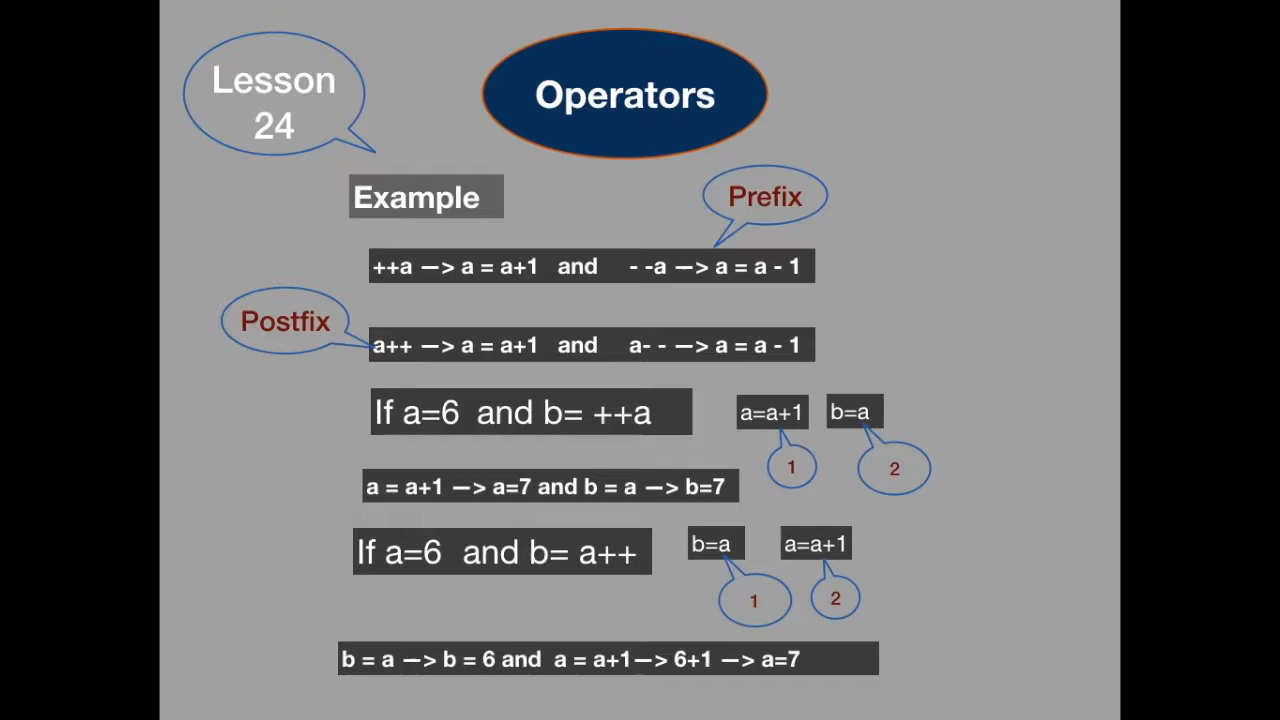 Lesson
24
Operators
Example
Prefix
++a —> a = a+1 and - -a —> a = a - 1
Postfix
a++ —> a = a+1 and a- - —> a = a - 1
If a=6 and b= ++a
a=a+1
b=a
1
2
a = a+1 —> a=7 and b = a —> b=7
If a=6 and b= a++
b=a
a=a+1
1
2
b = a —> b = 6 and a = a+1—> 6+1 —> a=7